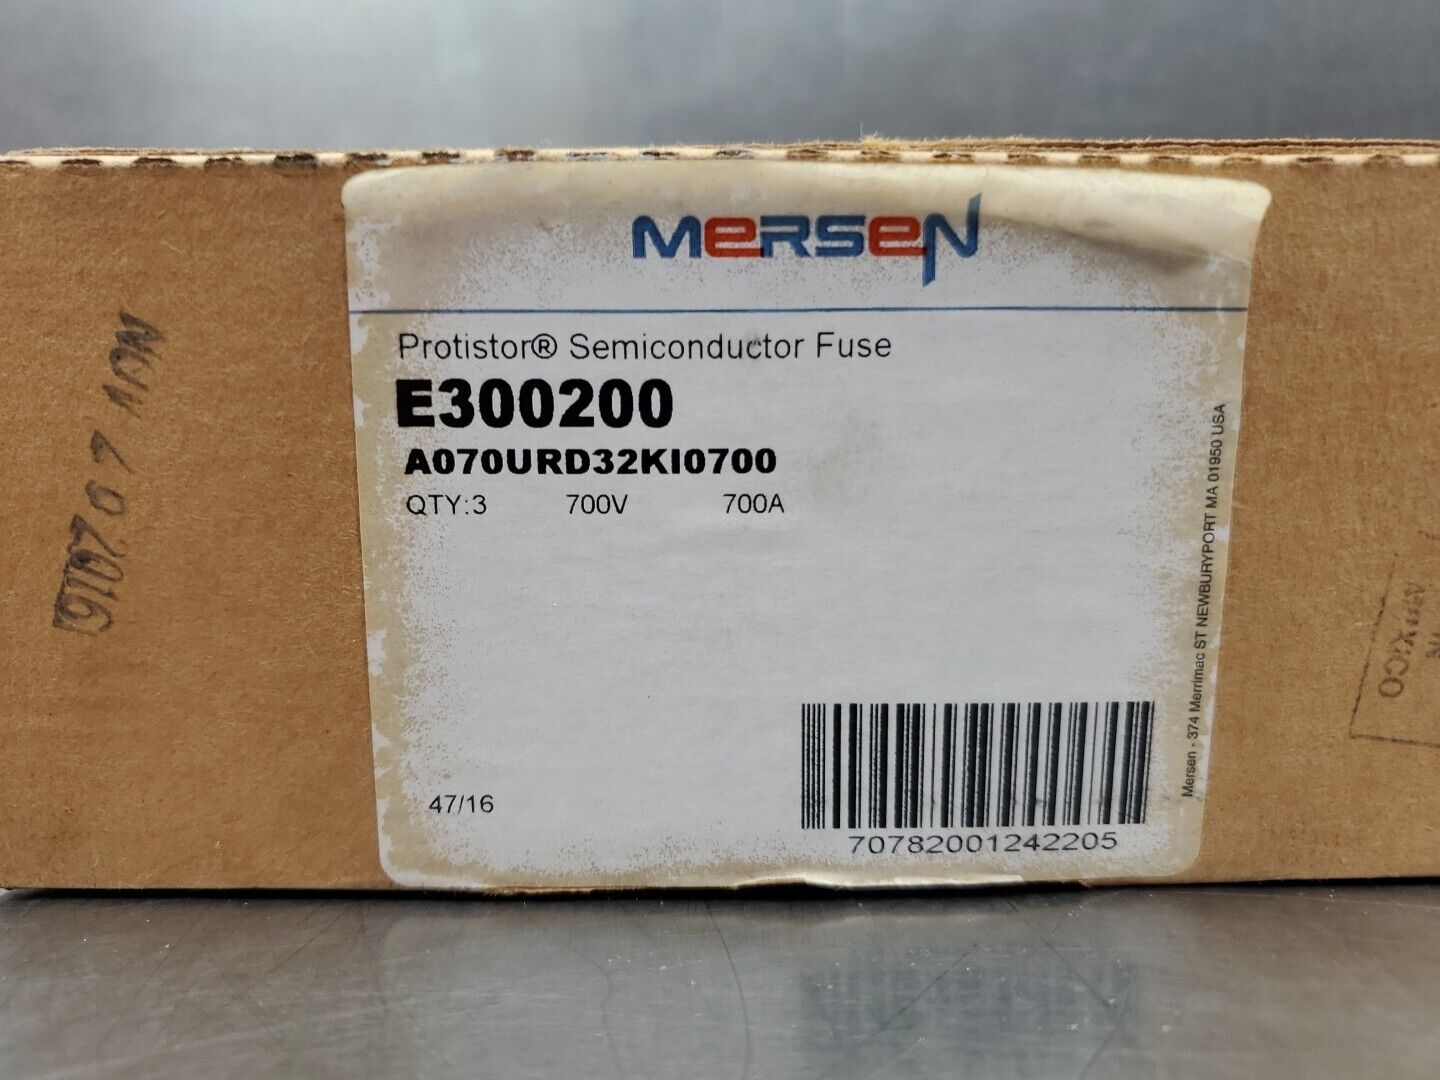 MERSEN
Protistor® Semiconductor Fuse
E300200
A070URD32KI0700
QTY:3 700V 700A
47/16
70782001242205
Mersen - 374 Merrimac ST NEWBURYPORT MA 01950 USA